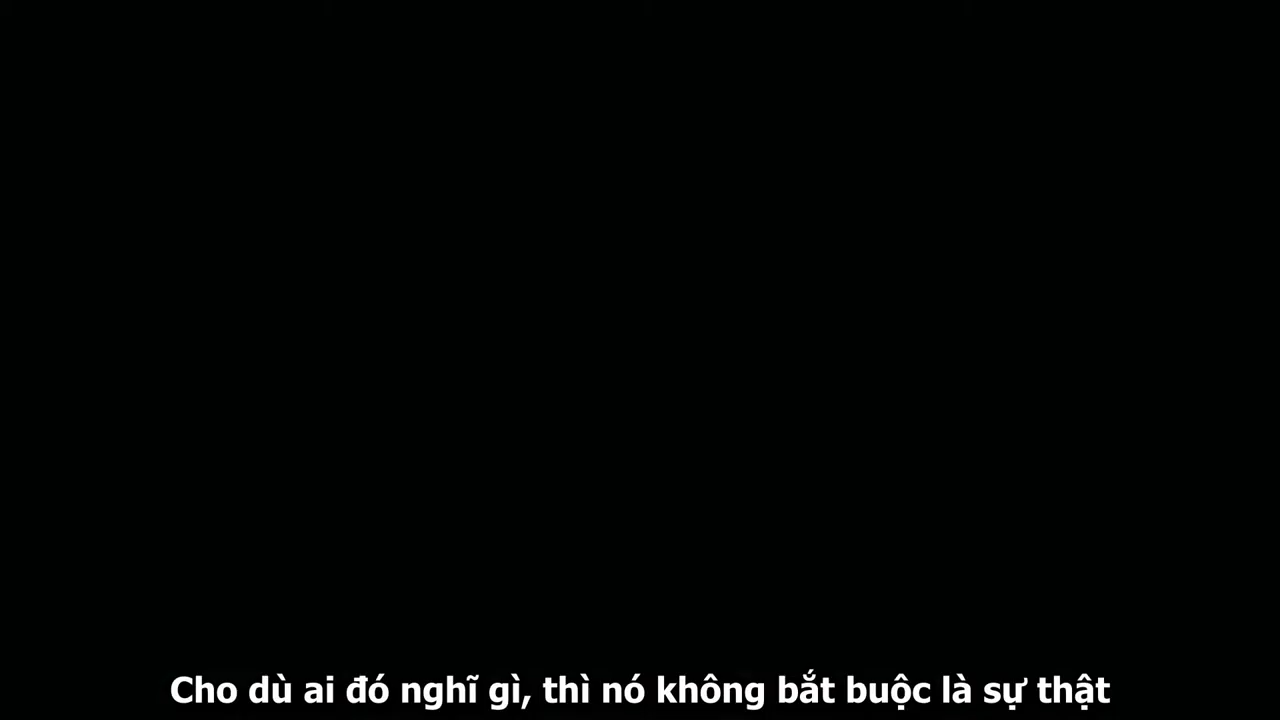 Cho dù ai đó nghĩ gì, thì nó không bắt buộc là sự thật